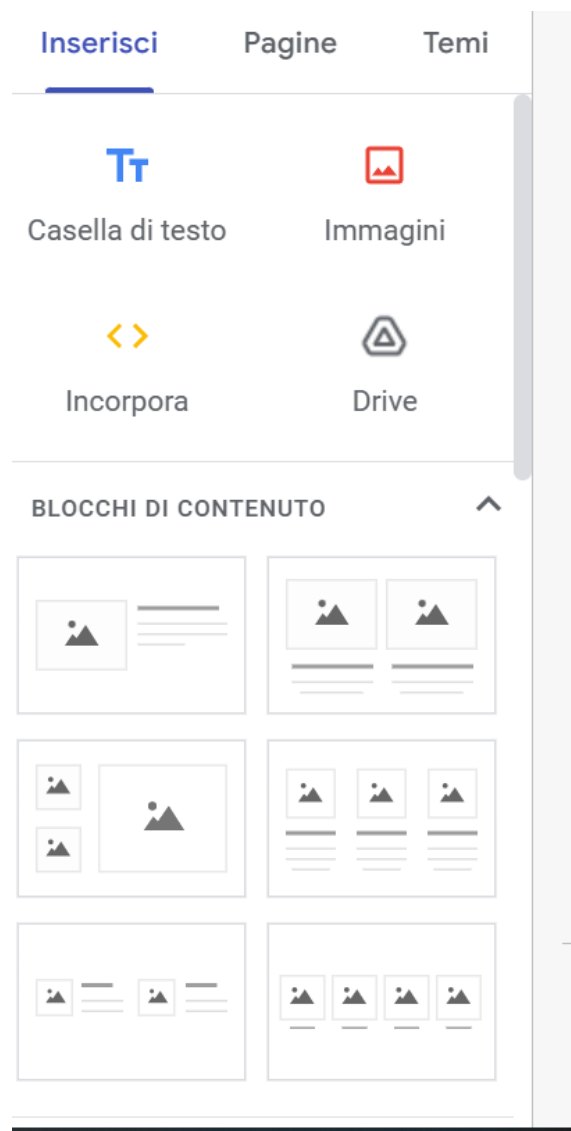 Inserisci Pagine Temi
Casella di testo Immagini
Incorpora Drive
BLOCCHI DI CONTENUTO